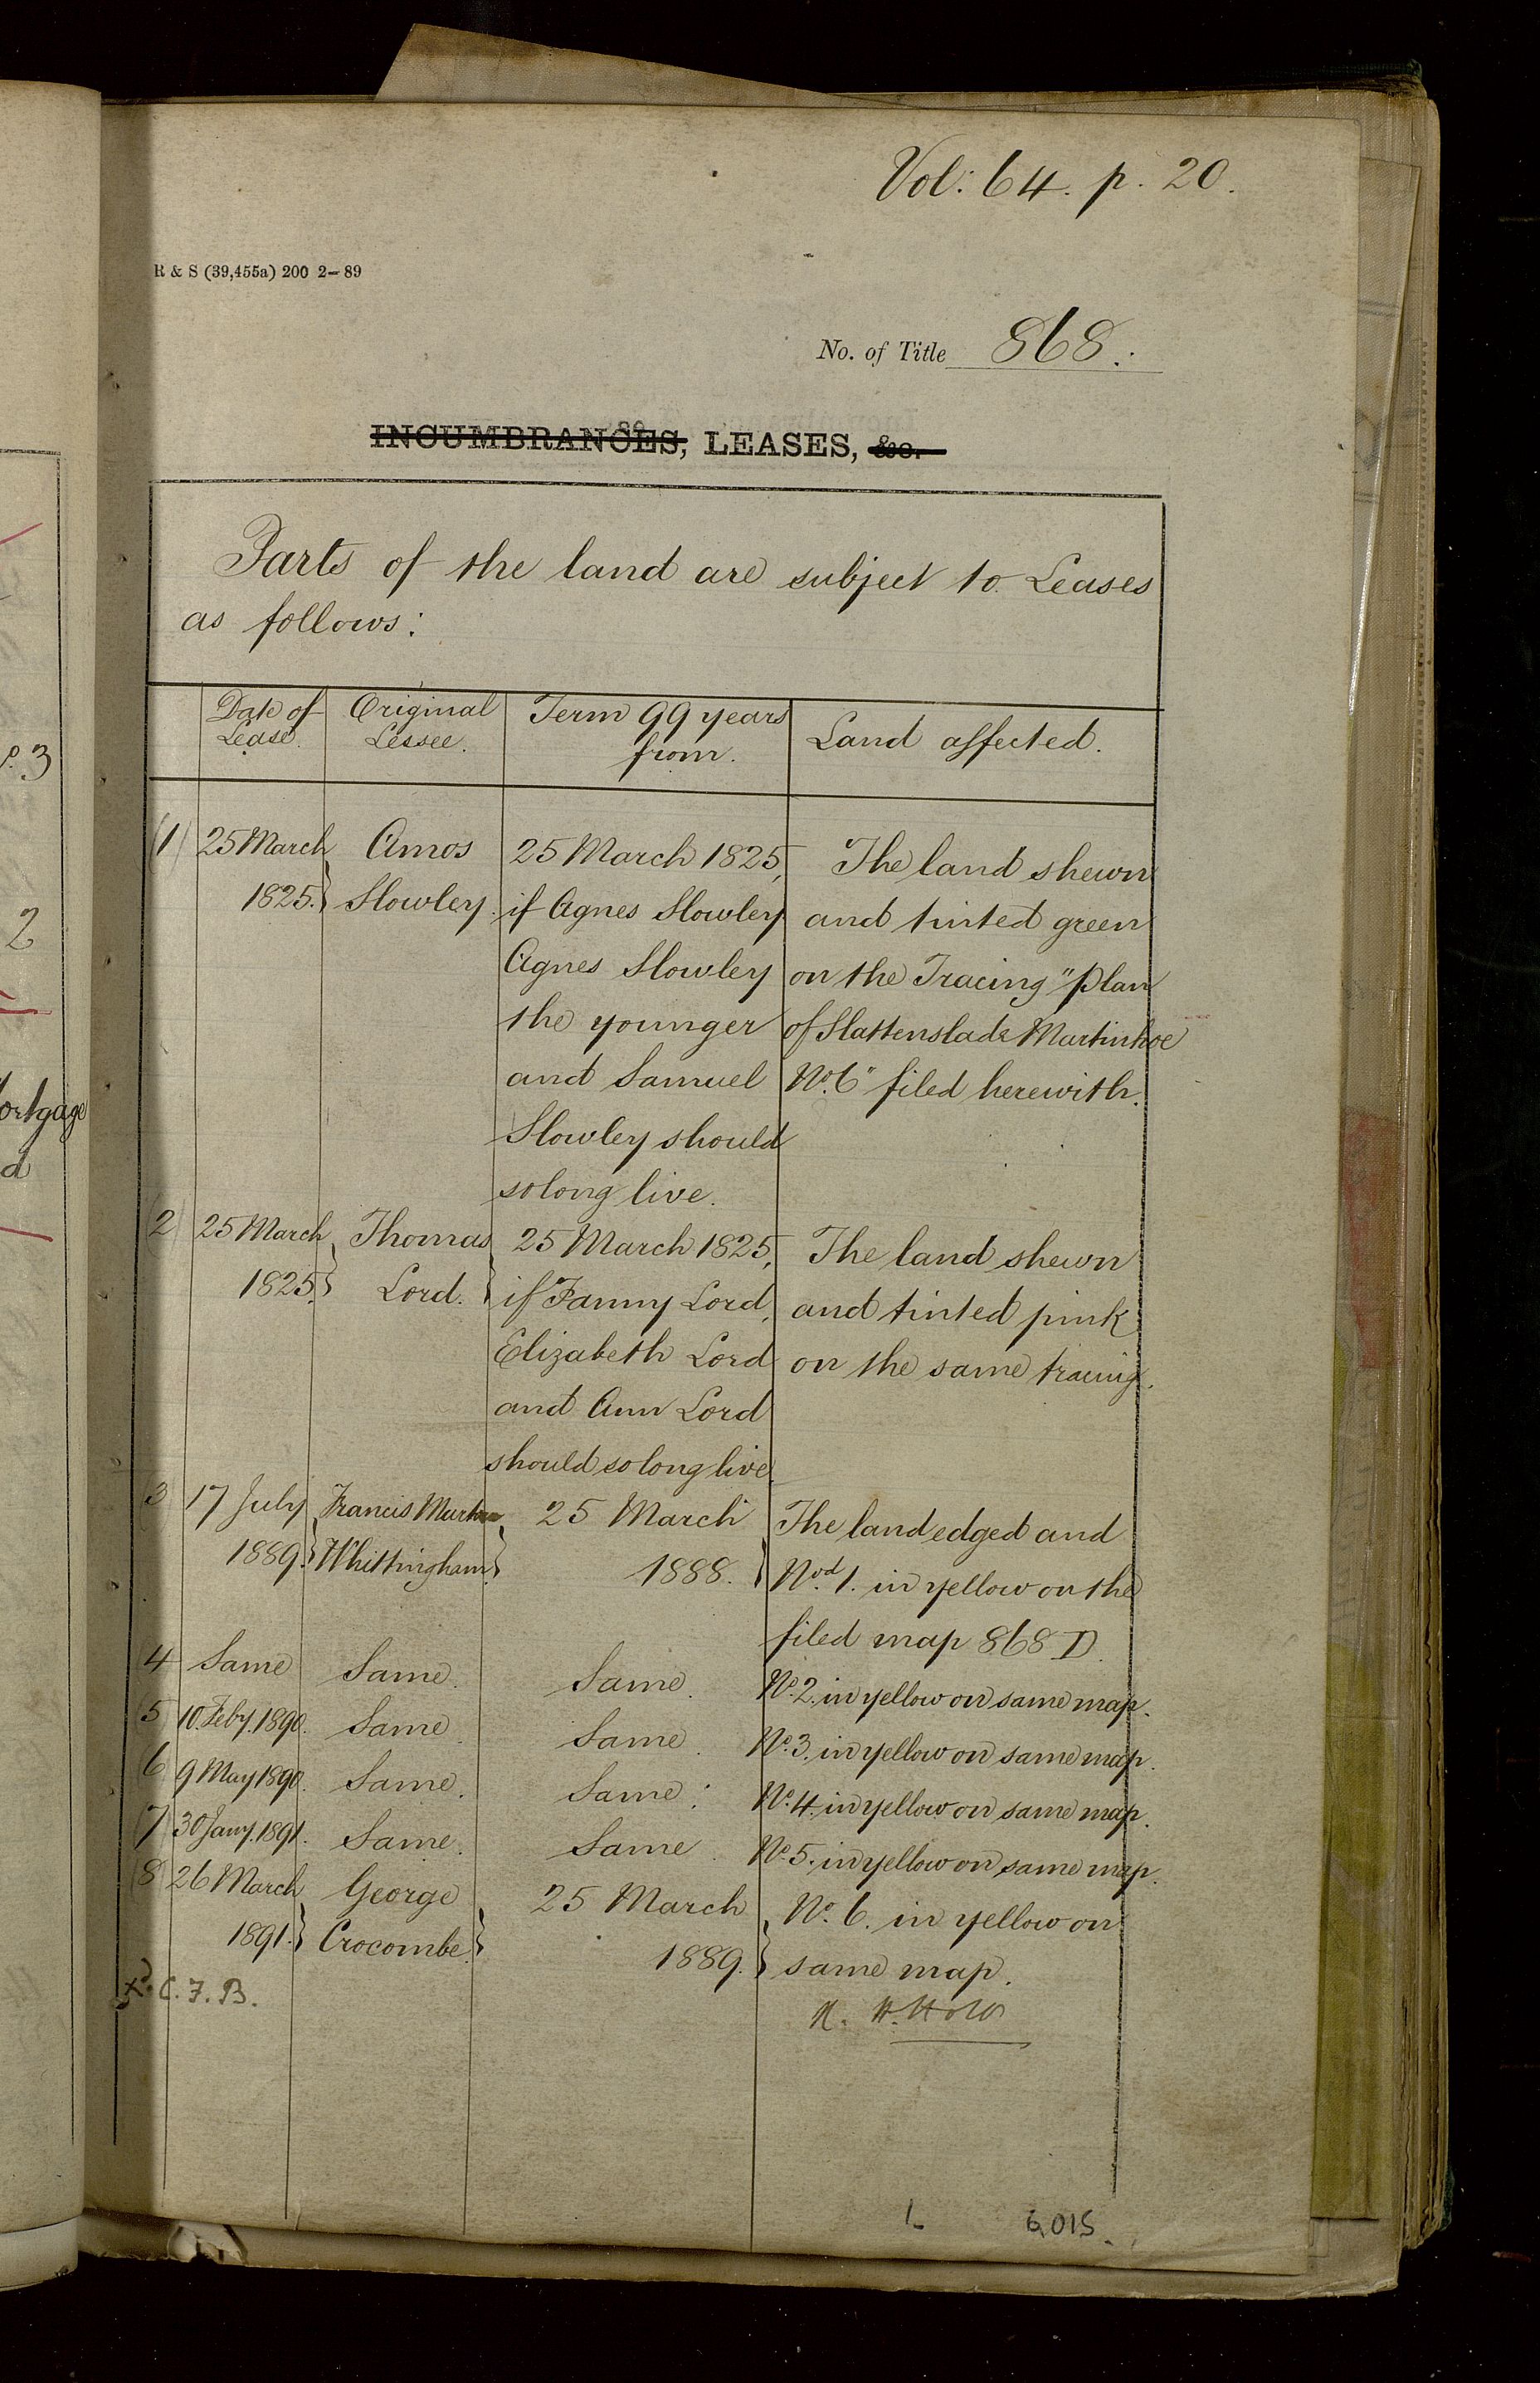 Vol: 64. p. 20.
R & S (39,455a) 200 2-89
No. of Title 868.
INCUMBRANCES, LEASES, &c.
Parts of the land are subject to Leases
as follows:
Date of Lease.
Original Lessee.
Term 99 years from.
Land affected.
(1) 25 March Amos 25 March 1825, The land shewn
1825. Slowley. if Agnes Slowley and tinted green
Agnes Slowley on the Tracing "Plan
the younger of Slattenslade Martinhoe
and Samuel No. 6" filed herewith.
Slowley should
so long live.
(2) 25 March Thomas 25 March 1825, The land shewn
1825. Lord. if Fanny Lord, and tinted pink
Elizabeth Lord on the same tracing.
and Ann Lord
should so long live.
3 17 July Francis 25 March The land edged and
1889. Whittingham. 1888. Nod. 1. in yellow on the
filed map 868 D.
4 Same Same. Same. No. 2. in yellow on same map.
5 10. Feby. 1890. Same Same. No. 3. in yellow on same map.
(6 9 May 1890. Same. Same. No. 4. in yellow on same map.
(7) 30 Jany. 1891. Same. Same. No. 5. in yellow on same map.
(8) 26 March George 25 March No. 6. in yellow on
1891. Crocombe. 1889. same map.
C. F. B.
1. 6,015.
P. 3
2
ortgage
d